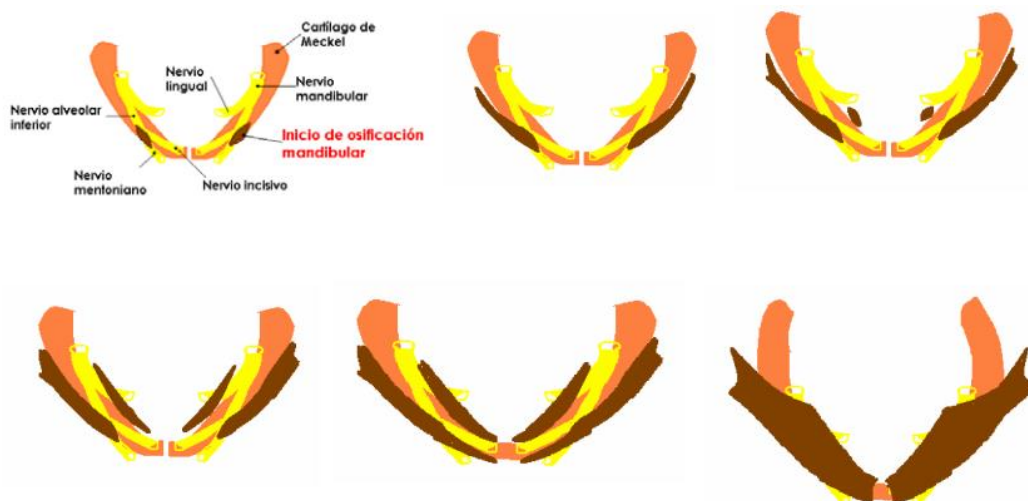 Cartílago de
Meckel
Nervio
lingual
Nervio
mandibular
Nervio alveolar
inferior
Inicio de osificación
mandibular
Nervio
mentoniano
Nervio incisivo